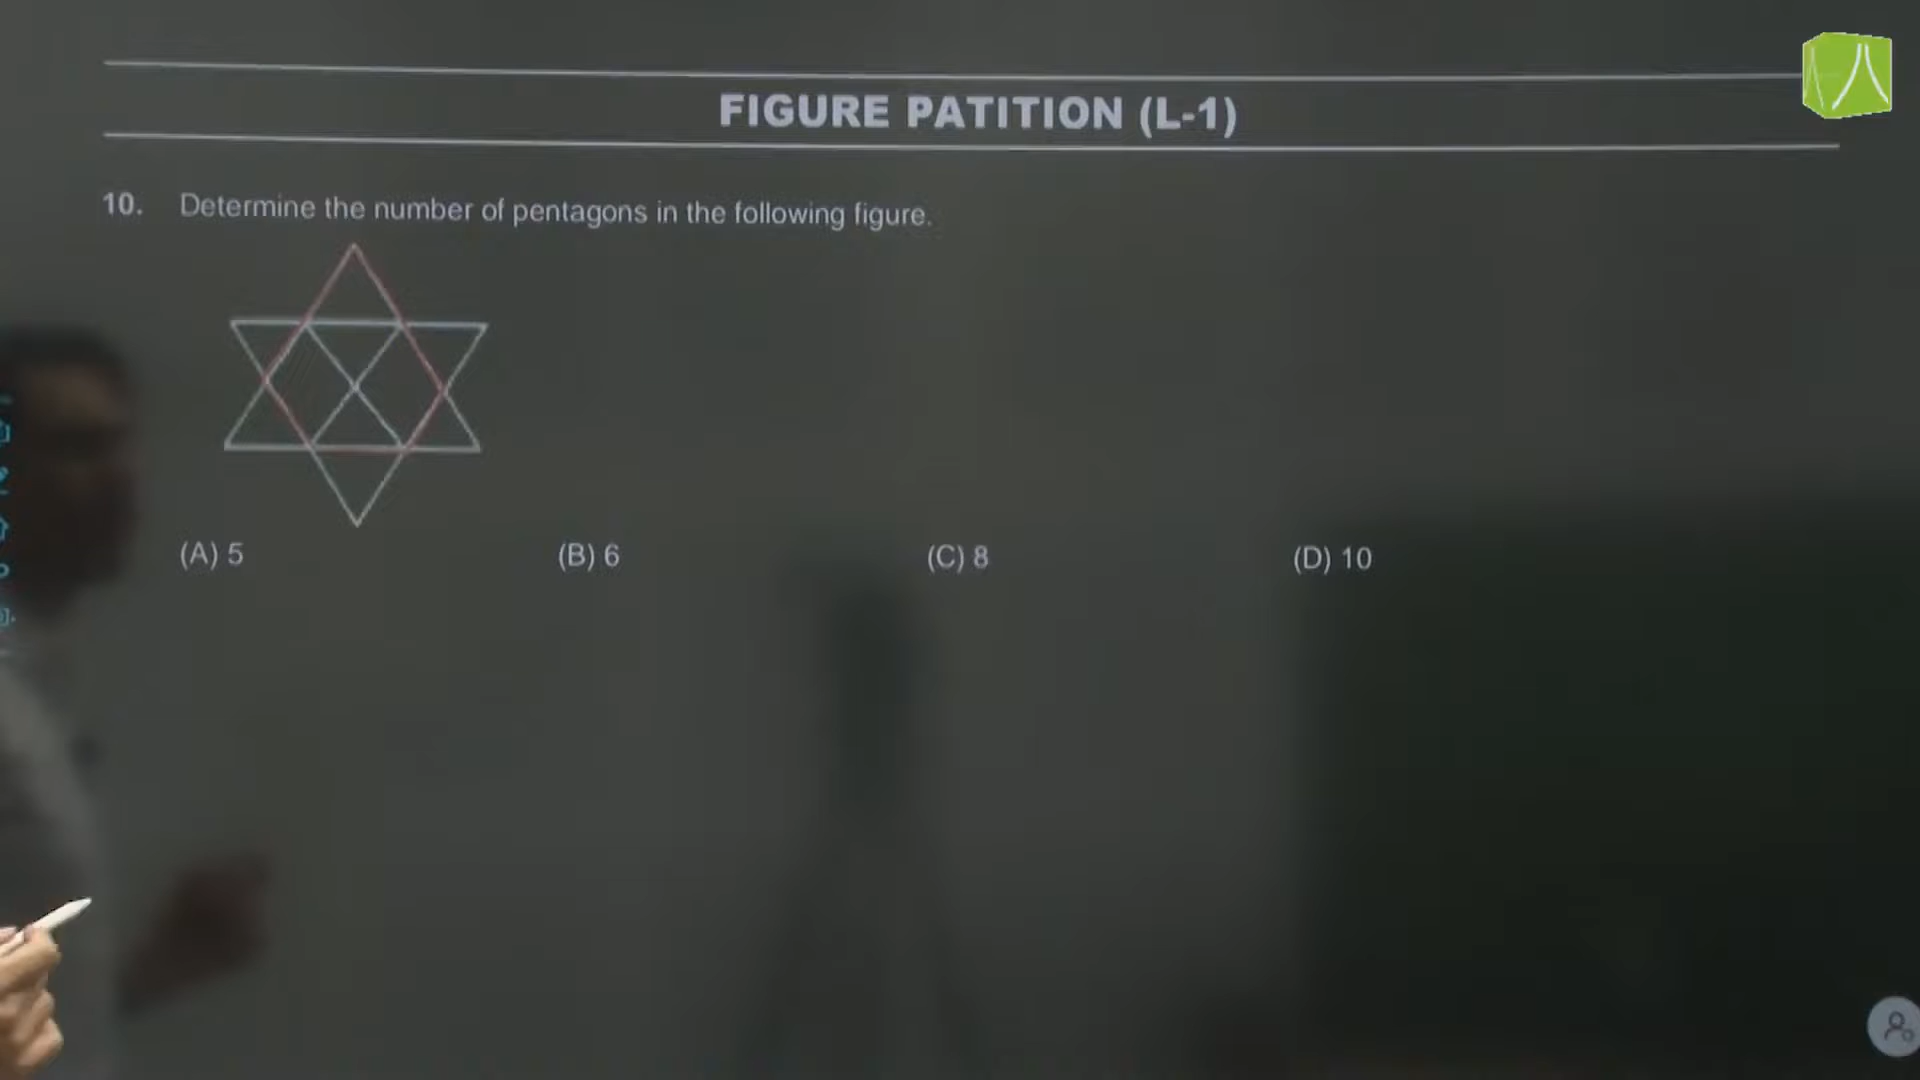 FIGURE PATITION (L-1)
10. Determine the number of pentagons in the following figure.
(A) 5 (B) 6 (C) 8 (D) 10